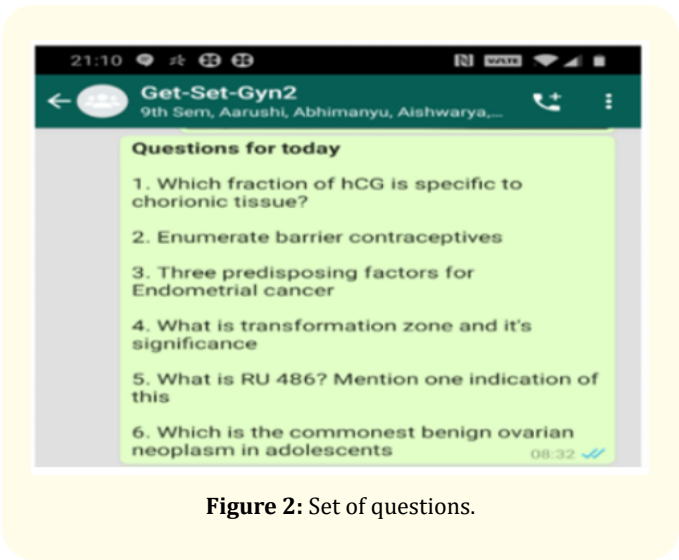 21:10
VoLTE
Get-Set-Gyn2
9th Sem, Aarushi, Abhimanyu, Aishwarya,...
Questions for today
1. Which fraction of hCG is specific to
chorionic tissue?
2. Enumerate barrier contraceptives
3. Three predisposing factors for
Endometrial cancer
4. What is transformation zone and it's
significance
5. What is RU 486? Mention one indication of
this
6. Which is the commonest benign ovarian
neoplasm in adolescents
08:32
Figure 2: Set of questions.